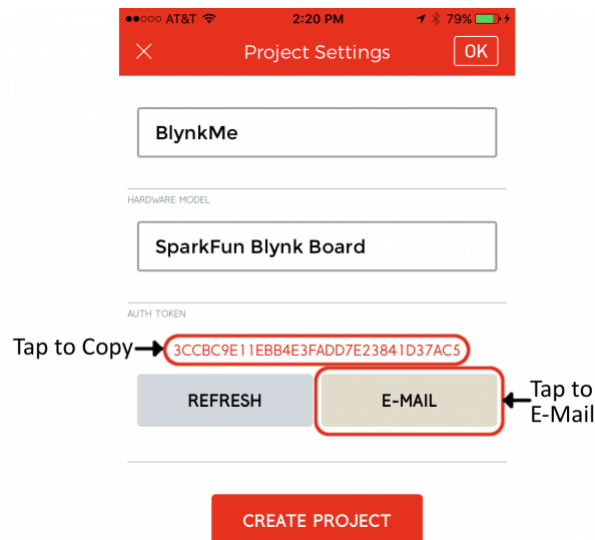 AT&T 2:20 PM 79%
Project Settings OK
BlynkMe
HARDWARE MODEL
SparkFun Blynk Board
AUTH TOKEN
Tap to Copy 3CCBC9E11EBB4E3FADD7E23841D37AC5
REFRESH E-MAIL Tap to
E-Mail
CREATE PROJECT